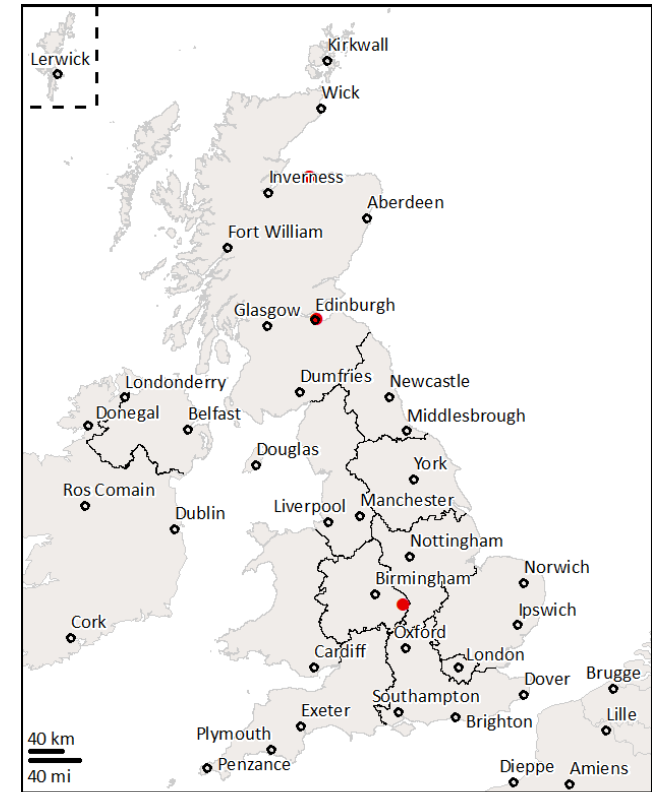 Kirkwall
Lerwick
Wick
Inverness
Aberdeen
Fort William
Edinburgh
Glasgow
Dumfries
Londonderry
Newcastle
Donegal
Belfast
Middlesbrough
Douglas
York
Ros Comain
Liverpool
Manchester
Dublin
Nottingham
Norwich
Birmingham
Ipswich
Cork
Oxford
Cardiff
London
Dover
Brugge
Southampton
Exeter
Brighton
Lille
Plymouth
40 km
Penzance
40 mi
Dieppe
Amiens